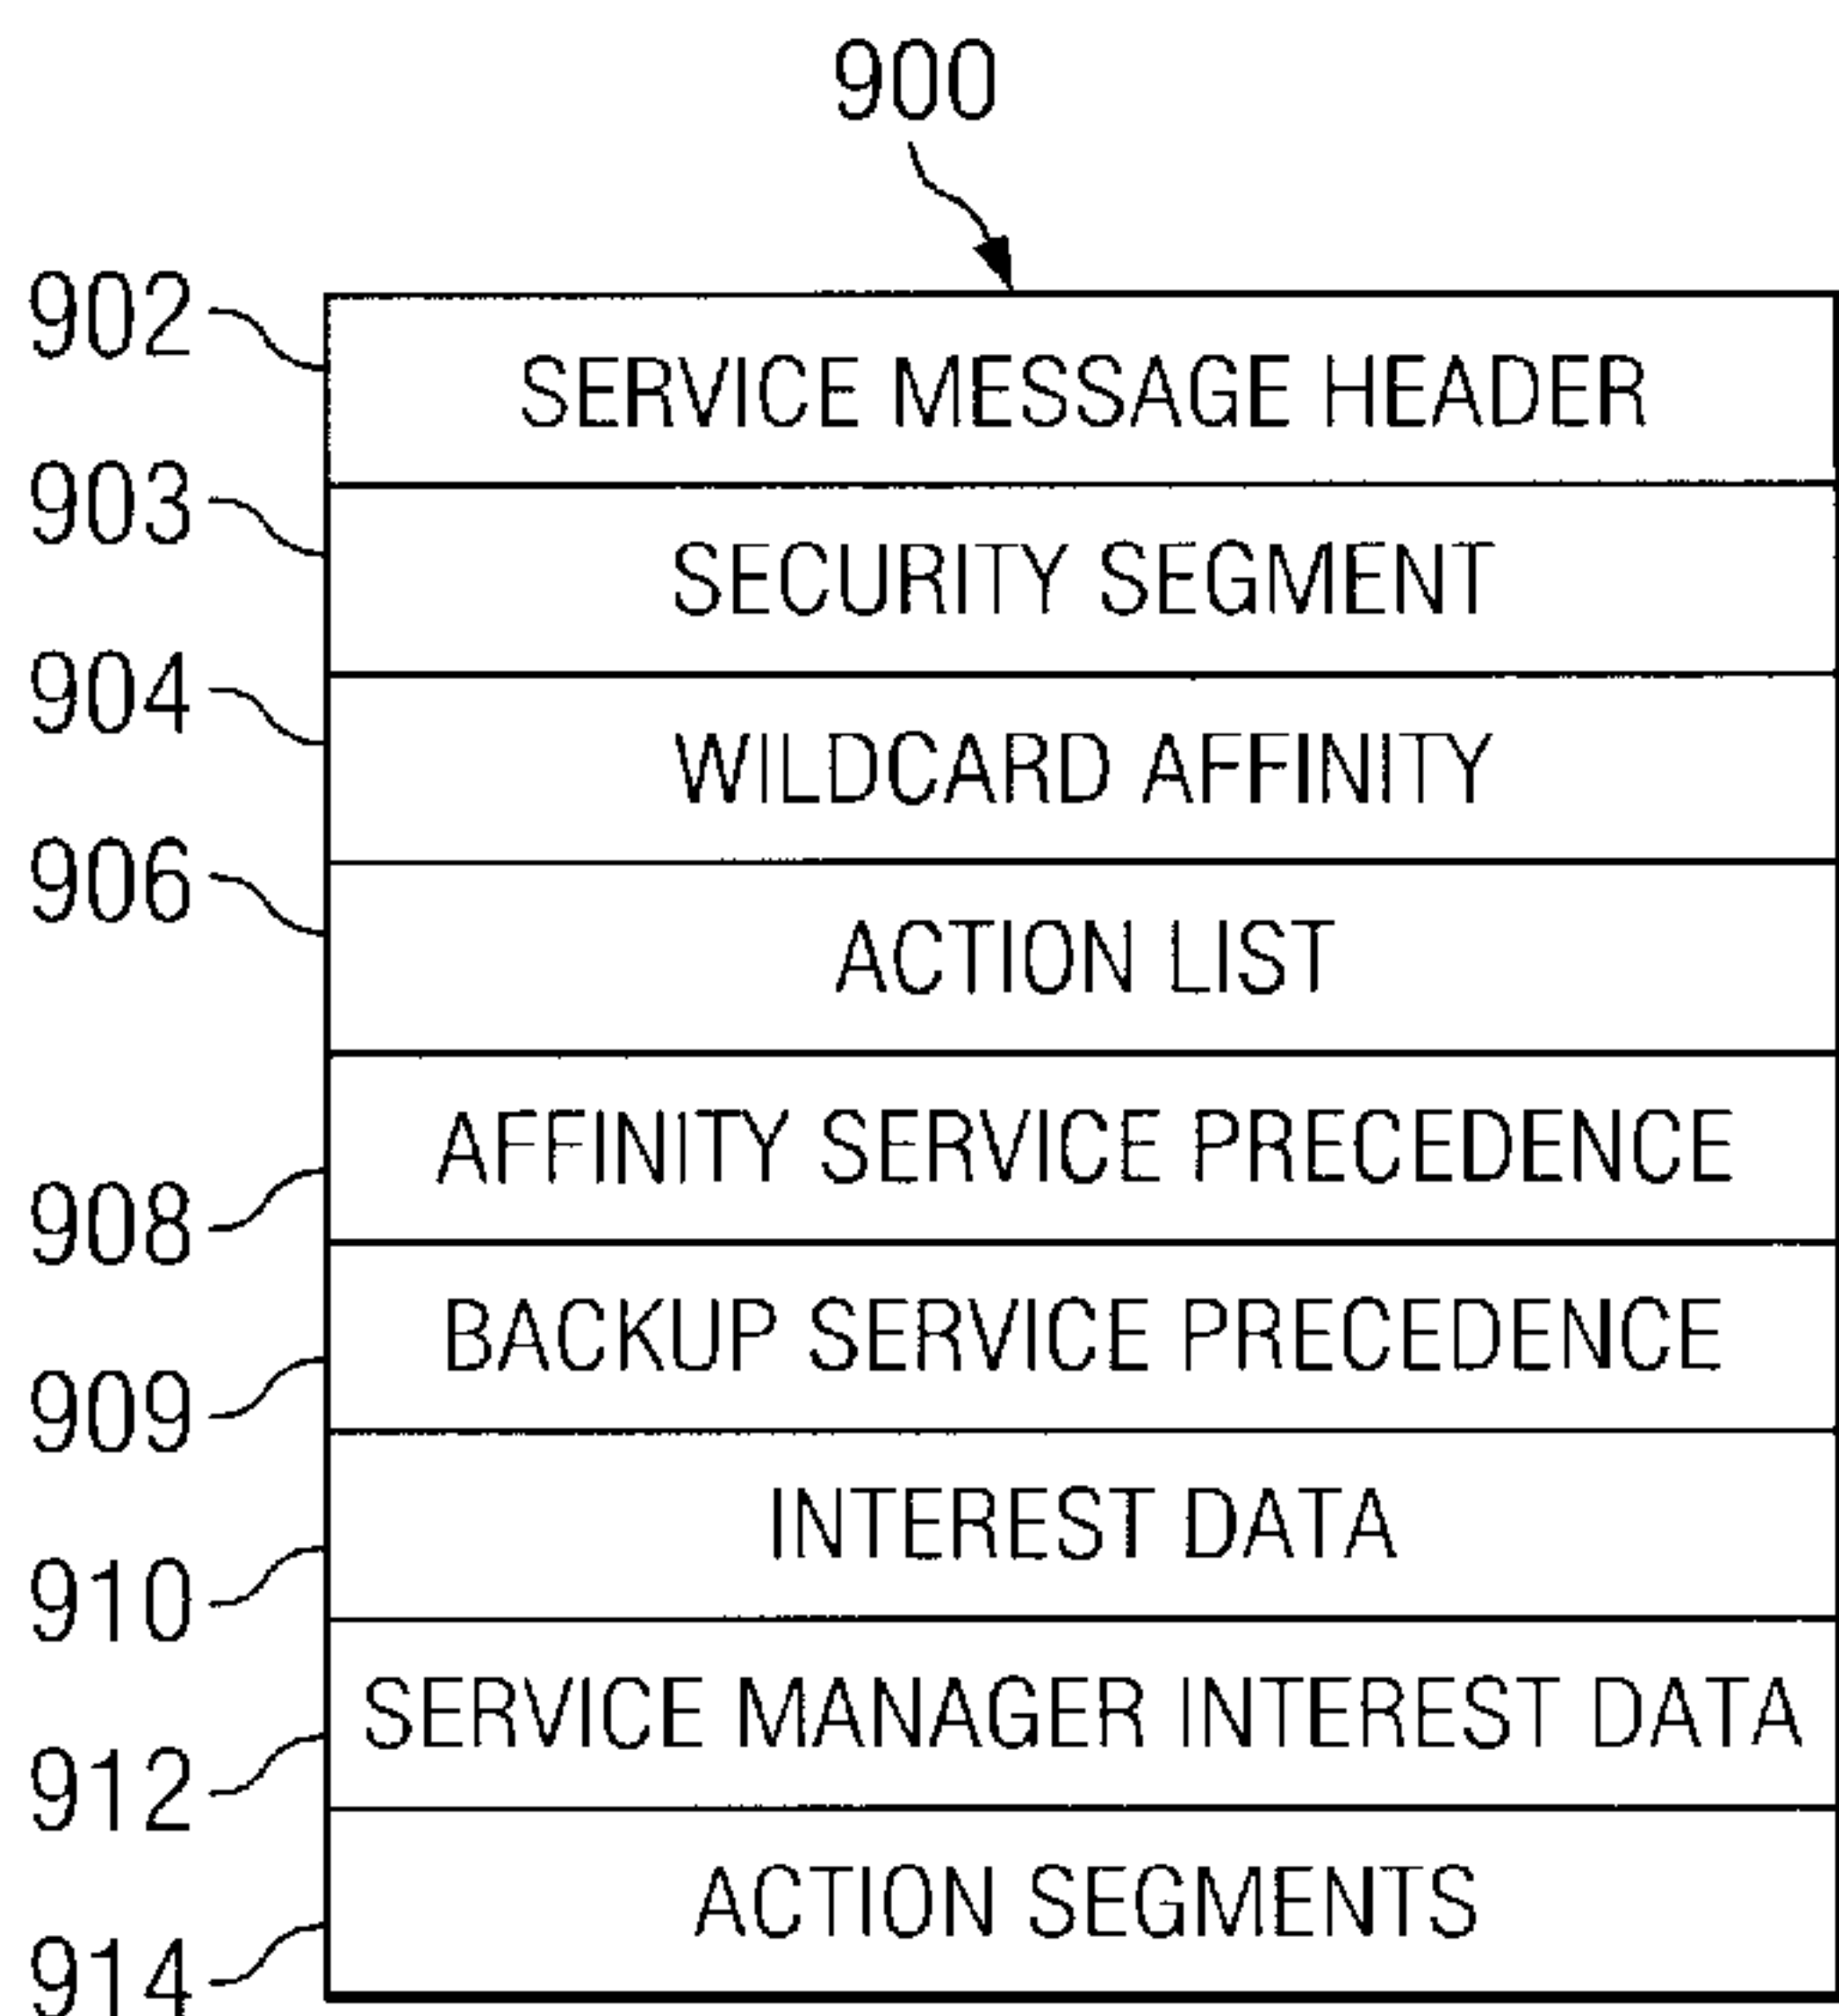 900
902 SERVICE MESSAGE HEADER
903 SECURITY SEGMENT
904 WILDCARD AFFINITY
906 ACTION LIST
908 AFFINITY SERVICE PRECEDENCE
909 BACKUP SERVICE PRECEDENCE
910 INTEREST DATA
912 SERVICE MANAGER INTEREST DATA
914 ACTION SEGMENTS